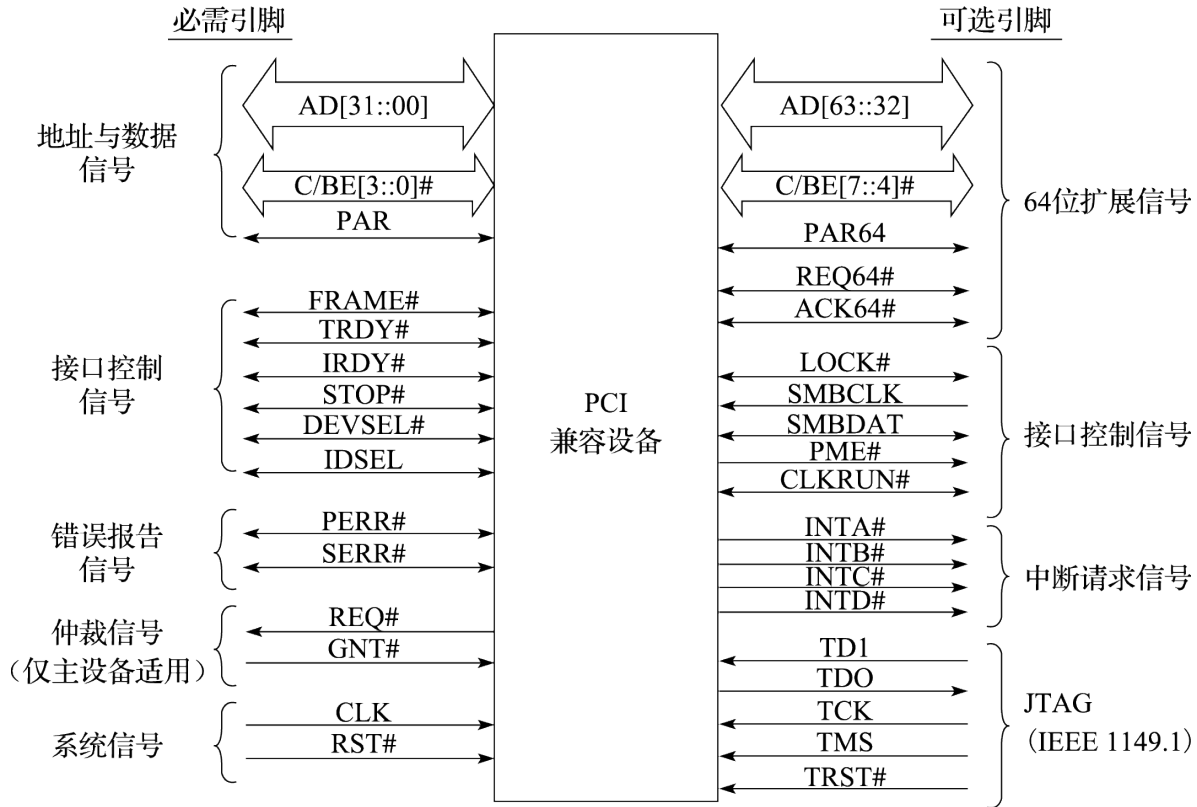 必需引脚
可选引脚
地址与数据
信号
AD[31::00]
C/BE[3::0]#
PAR
接口控制
信号
FRAME#
TRDY#
IRDY#
STOP#
DEVSEL#
IDSEL
错误报告
信号
PERR#
SERR#
仲裁信号
（仅主设备适用）
REQ#
GNT#
系统信号
CLK
RST#
PCI
兼容设备
AD[63::32]
C/BE[7::4]#
PAR64
REQ64#
ACK64#
64位扩展信号
LOCK#
SMBCLK
SMBDAT
PME#
CLKRUN#
接口控制信号
INTA#
INTB#
INTC#
INTD#
中断请求信号
TD1
TDO
TCK
TMS
TRST#
JTAG
（IEEE 1149.1）